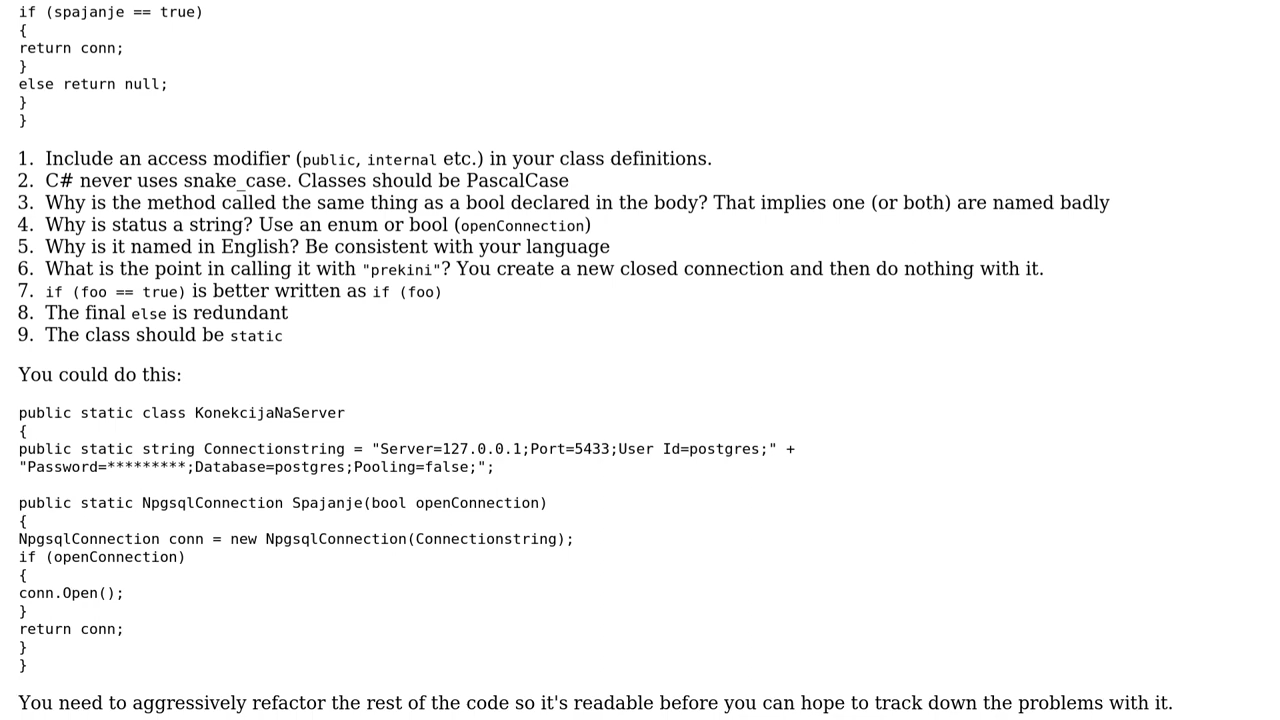 if (spajanje == true)
{
return conn;
}
else return null;
}
}
1. Include an access modifier (public, internal etc.) in your class definitions.
2. C# never uses snake_case. Classes should be PascalCase
3. Why is the method called the same thing as a bool declared in the body? That implies one (or both) are named badly
4. Why is status a string? Use an enum or bool (openConnection)
5. Why is it named in English? Be consistent with your language
6. What is the point in calling it with "prekini"? You create a new closed connection and then do nothing with it.
7. if (foo == true) is better written as if (foo)
8. The final else is redundant
9. The class should be static
You could do this:
public static class KonekcijaNaServer
{
public static string Connectionstring = "Server=127.0.0.1;Port=5433;User Id=postgres;" +
"Password=*********;Database=postgres;Pooling=false;";
public static NpgsqlConnection Spajanje(bool openConnection)
{
NpgsqlConnection conn = new NpgsqlConnection(Connectionstring);
if (openConnection)
{
conn.Open();
}
return conn;
}
}
You need to aggressively refactor the rest of the code so it's readable before you can hope to track down the problems with it.